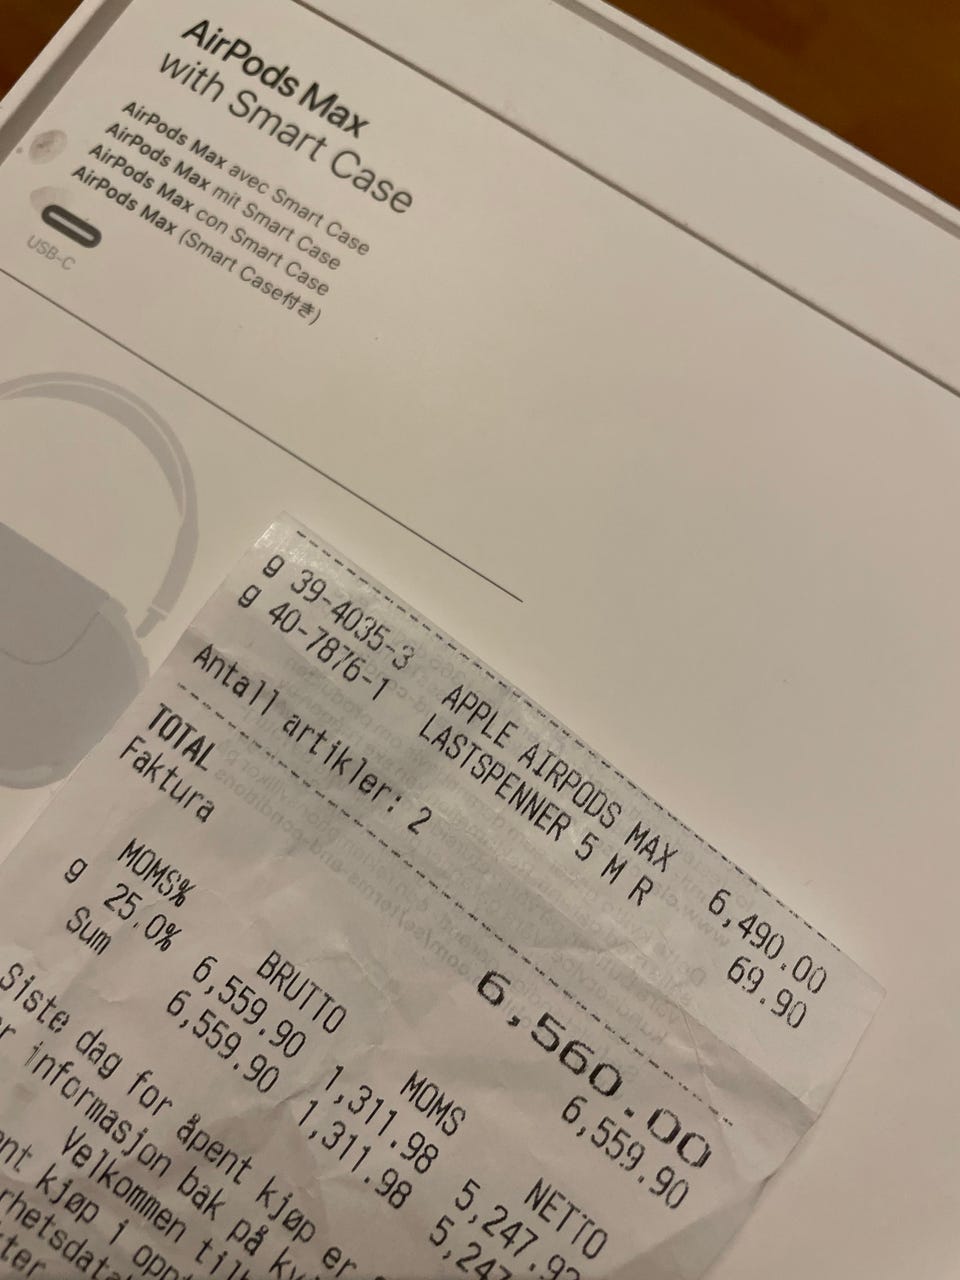 AirPods Max
with Smart Case
AirPods Max avec Smart Case
AirPods Max mit Smart Case
AirPods Max con Smart Case
AirPods Max (Smart Case付き)
USB-C
g 39-4035-3 APPLE AIRPODS MAX 6,490.00
g 40-7876-1 LASTSPENNER 5 M R 69.90
Antall artikler: 2
TOTAL 6,560.00
Faktura 6,559.90
MOMS% BRUTTO MOMS NETTO
g 25.0% 6,559.90 1,311.98 5,247.92
Sum 6,559.90 1,311.98 5,247
Siste dag for åpent kjøp er
informasjon bak på
Velkommen
kjøp i